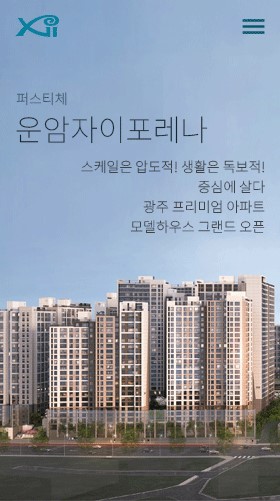 Xi
퍼스티체
운암자이포레나
스케일은 압도적! 생활은 독보적!
중심에 살다
광주 프리미엄 아파트
모델하우스 그랜드 오픈